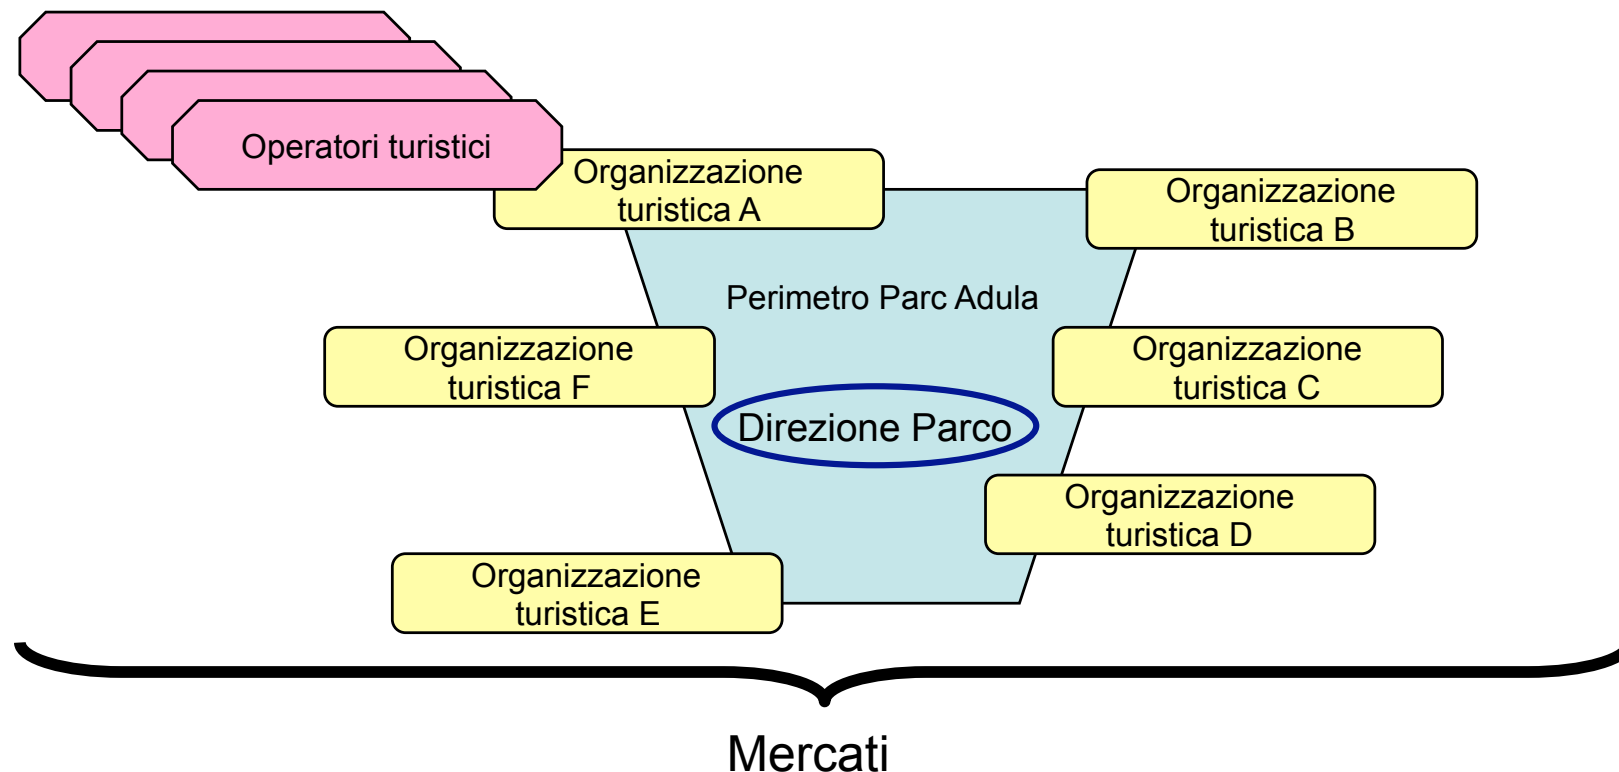 Operatori turistici
Organizzazione
turistica A
Organizzazione
turistica B
Perimetro Parc Adula
Organizzazione
turistica F
Organizzazione
turistica C
Direzione Parco
Organizzazione
turistica D
Organizzazione
turistica E
Mercati